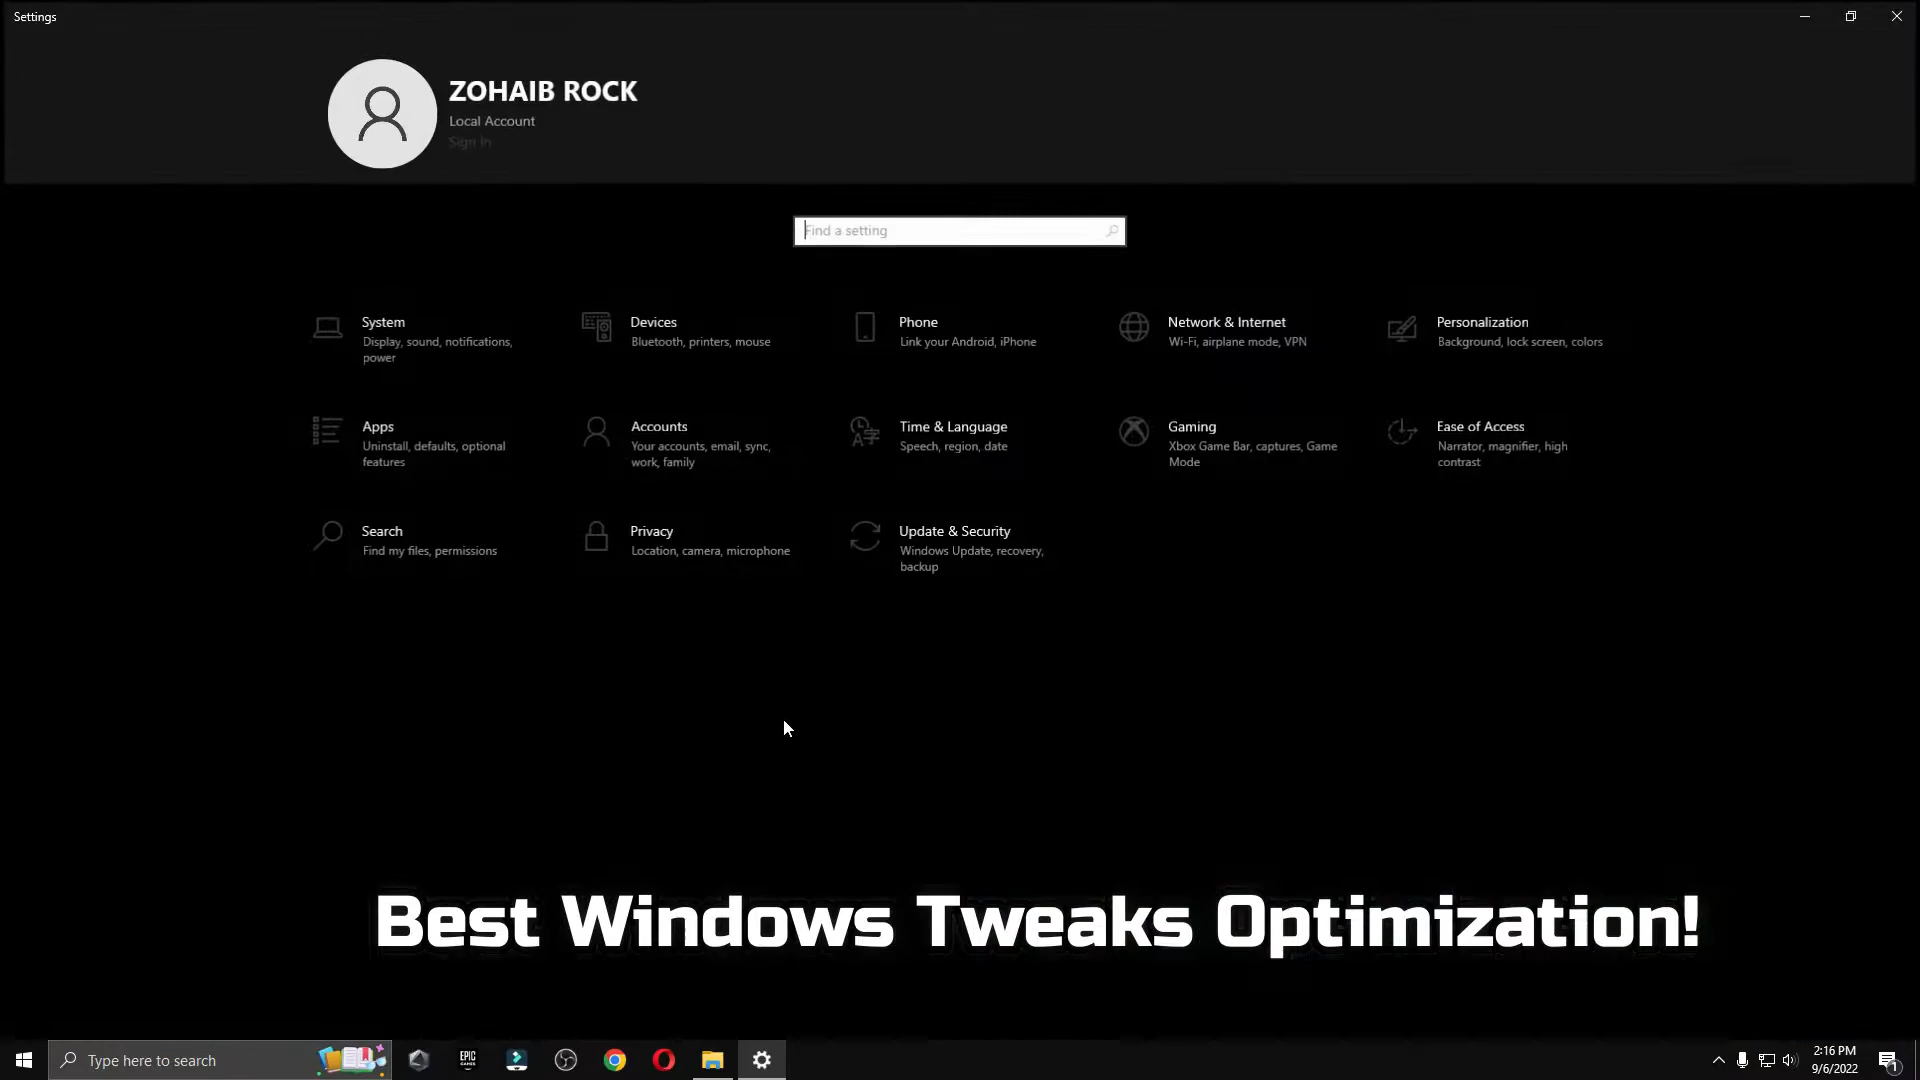 Settings
ZOHAIB ROCK
Local Account
Sign in
Find a setting
System
Display, sound, notifications,
power
Devices
Bluetooth, printers, mouse
Phone
Link your Android, iPhone
Network & Internet
Wi-Fi, airplane mode, VPN
Personalization
Background, lock screen, colors
Apps
Uninstall, defaults, optional
features
Accounts
Your accounts, email, sync,
work, family
Time & Language
Speech, region, date
Gaming
Xbox Game Bar, captures, Game
Mode
Ease of Access
Narrator, magnifier, high
contrast
Search
Find my files, permissions
Privacy
Location, camera, microphone
Update & Security
Windows Update, recovery,
backup
Best Windows Tweaks Optimization!
Type here to search
EPIC
GAMES
2:16 PM
9/6/2022
1